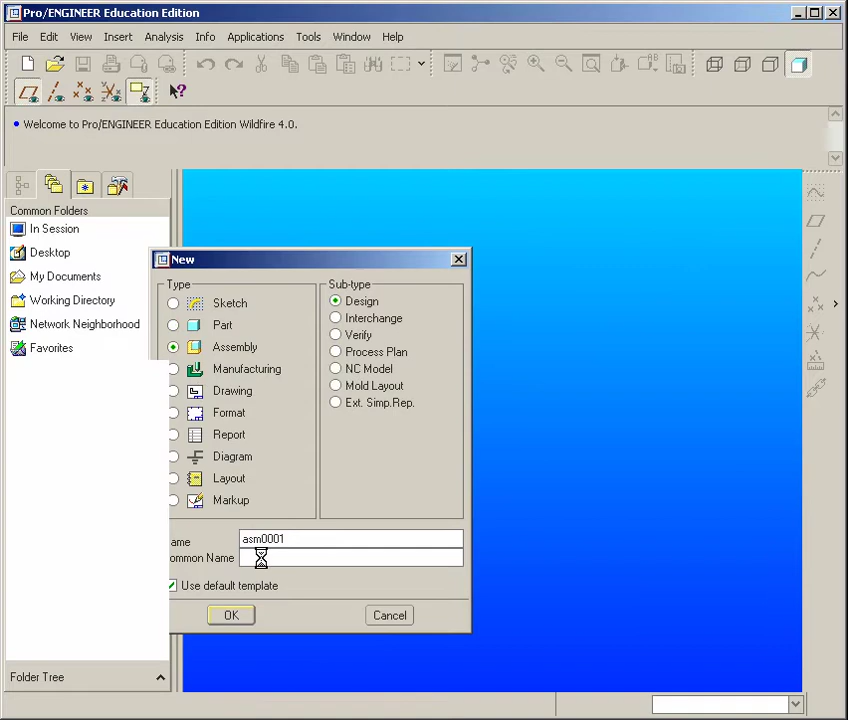 Pro/ENGINEER Education Edition
File Edit View Insert Analysis Info Applications Tools Window Help
• Welcome to Pro/ENGINEER Education Edition Wildfire 4.0.
Common Folders
In Session
Desktop
My Documents
Working Directory
Network Neighborhood
Favorites
Folder Tree
New
Type
Sketch
Part
Assembly
Manufacturing
Drawing
Format
Report
Diagram
Layout
Markup
Sub-type
Design
Interchange
Verify
Process Plan
NC Model
Mold Layout
Ext. Simp.Rep.
ame asm0001
ommon Name
Use default template
OK Cancel